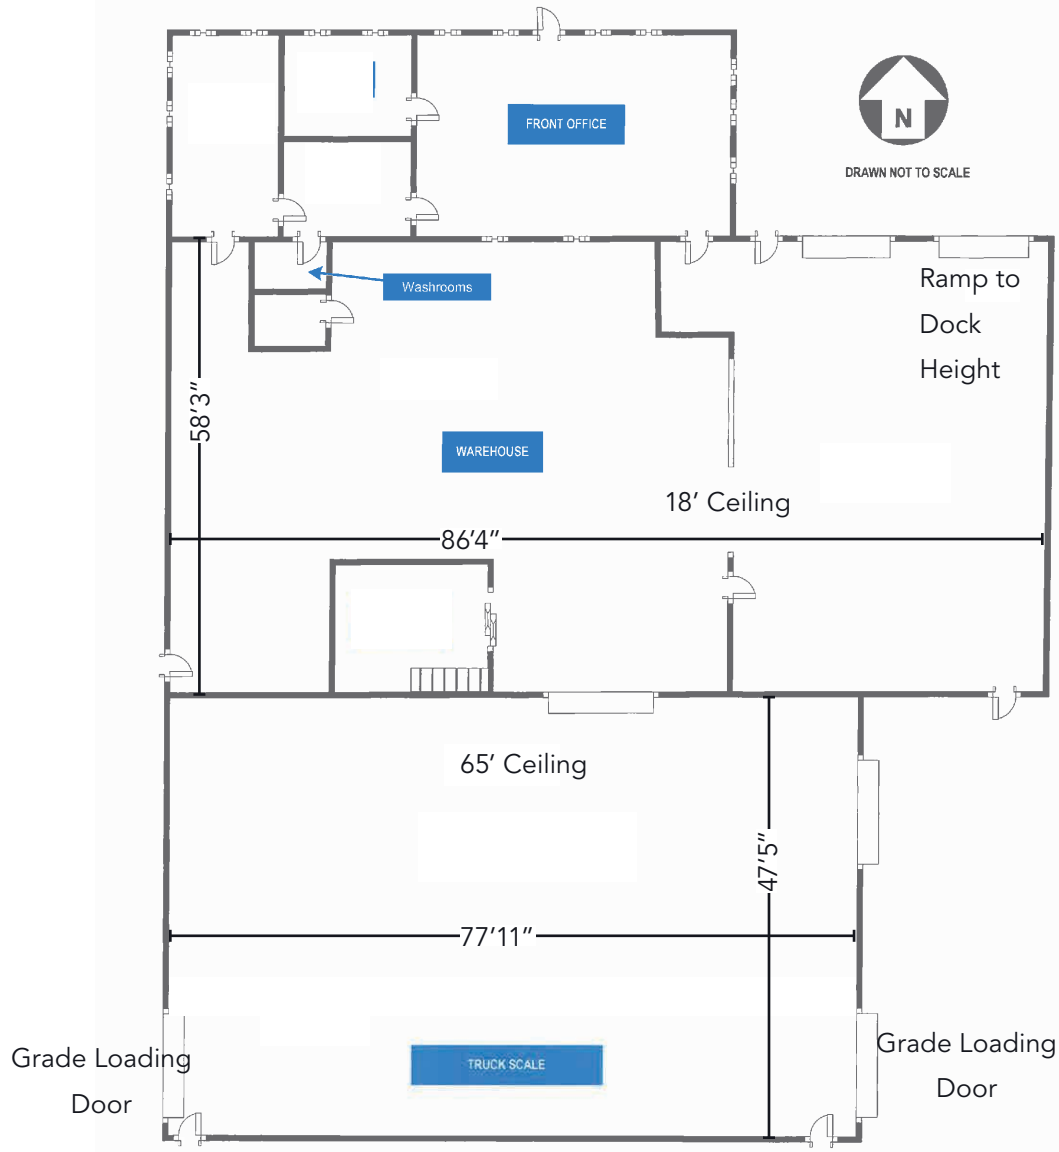 FRONT OFFICE
N
DRAWN NOT TO SCALE
Washrooms
Ramp to
Dock
Height
58’3”
WAREHOUSE
18’ Ceiling
86’4”
65’ Ceiling
47’5”
77’11”
Grade Loading
Door
TRUCK SCALE
Grade Loading
Door